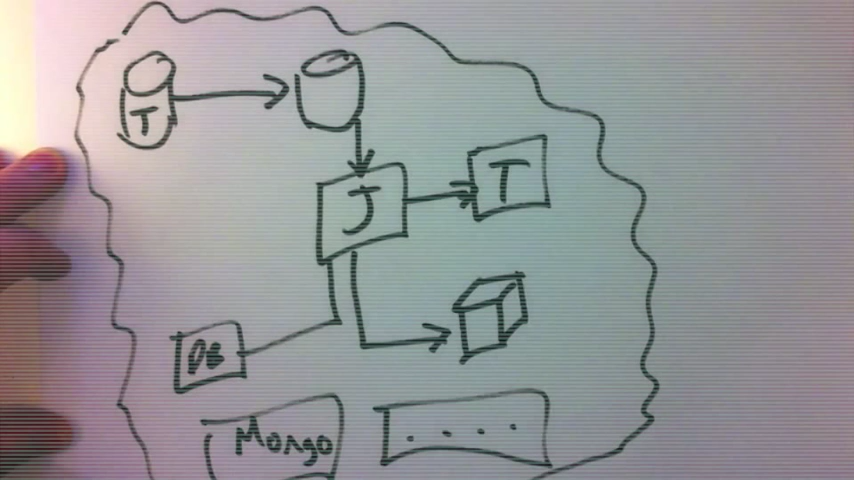 T
J
T
DB
Mongo
. . . .